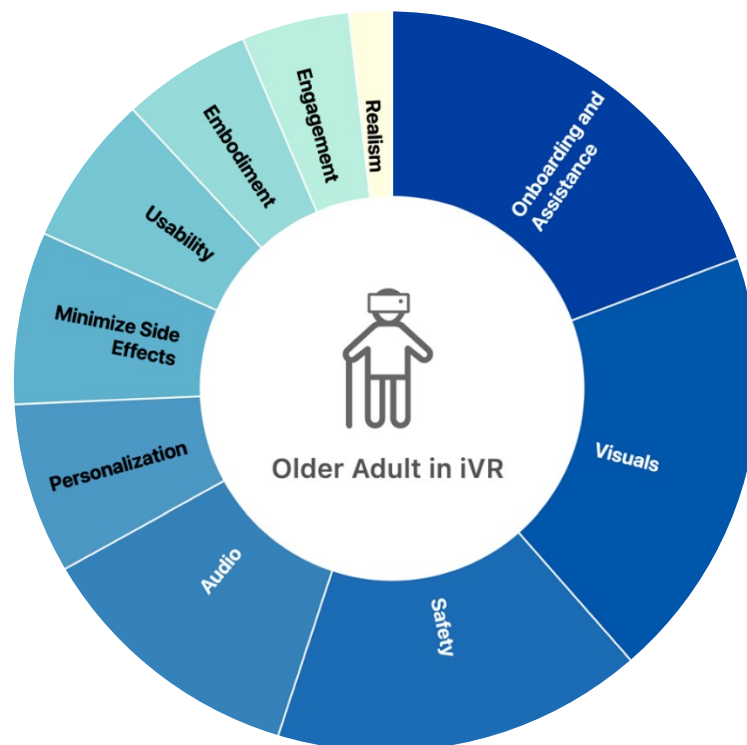 Onboarding and
Assistance
Visuals
Safety
Audio
Personalization
Minimize Side
Effects
Usability
Embodiment
Engagement
Realism
Older Adult in iVR